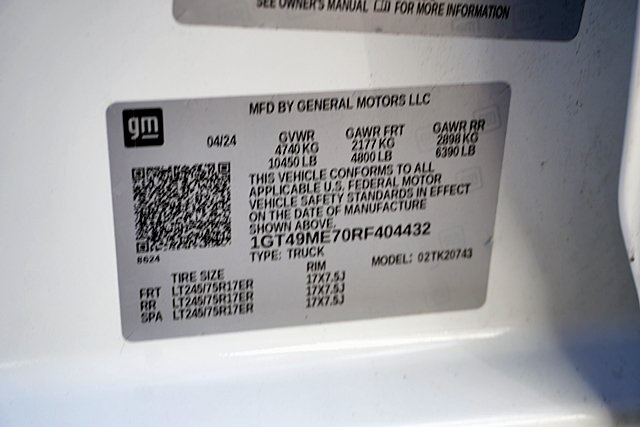 SEE OWNER'S MANUAL FOR MORE INFORMATION
MFD BY GENERAL MOTORS LLC
gm
04/24
GVWR GAWR FRT GAWR RR
4740 KG 2177 KG 2898 KG
10450 LB 4800 LB 6390 LB
THIS VEHICLE CONFORMS TO ALL
APPLICABLE U.S. FEDERAL MOTOR
VEHICLE SAFETY STANDARDS IN EFFECT
ON THE DATE OF MANUFACTURE
SHOWN ABOVE.
1GT49ME70RF404432
TYPE: TRUCK MODEL: 02TK20743
8624
TIRE SIZE RIM
FRT LT245/75R17ER 17X7.5J
RR LT245/75R17ER 17X7.5J
SPA LT245/75R17ER 17X7.5J